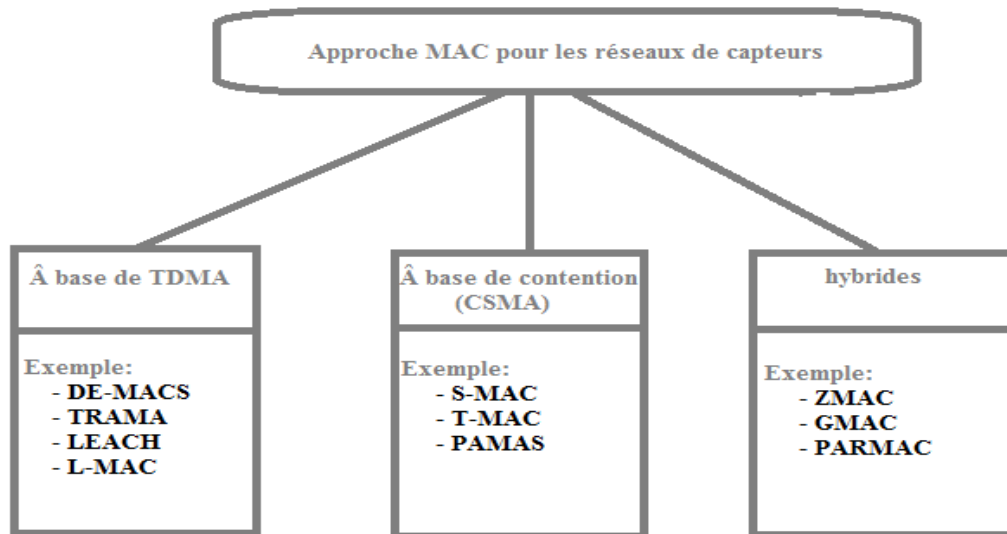 Approche MAC pour les réseaux de capteurs
Â base de TDMA
Exemple:
- DE-MACS
- TRAMA
- LEACH
- L-MAC
Â base de contention
(CSMA)
Exemple:
- S-MAC
- T-MAC
- PAMAS
hybrides
Exemple:
- ZMAC
- GMAC
- PARMAC